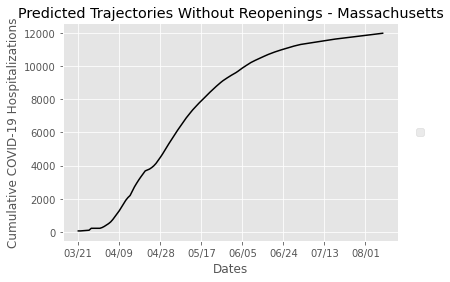 Predicted Trajectories Without Reopenings - Massachusetts
Cumulative COVID-19 Hospitalizations
12000
10000
8000
6000
4000
2000
0
03/21 04/09 04/28 05/17 06/05 06/24 07/13 08/01
Dates